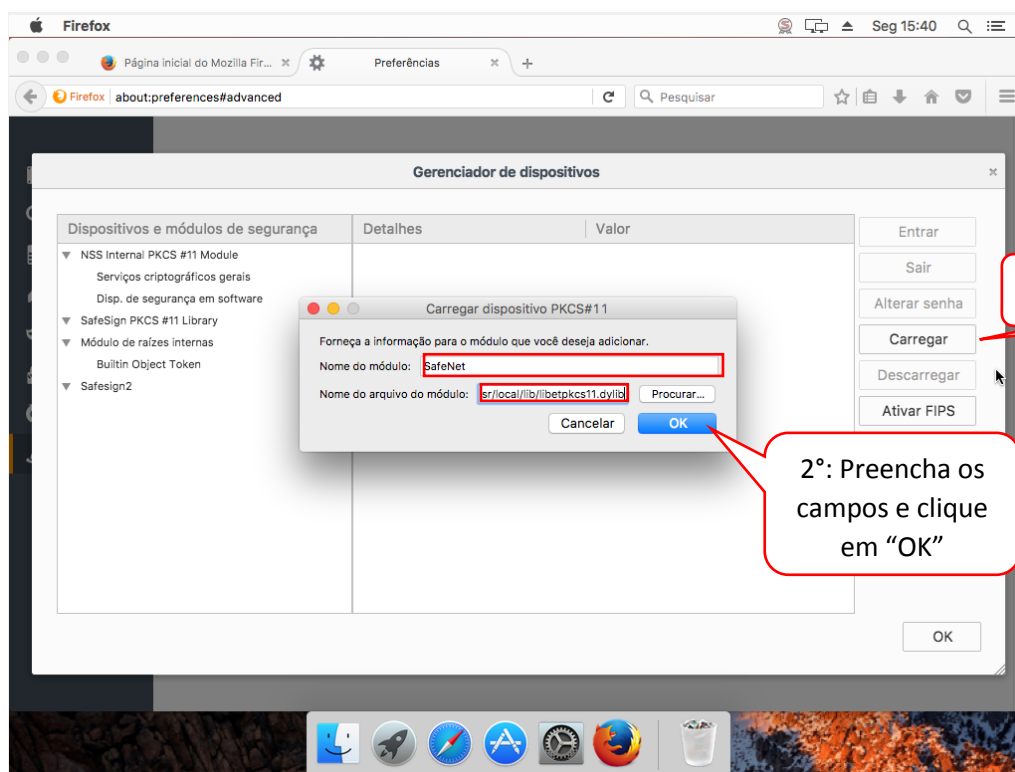 Firefox
Seg 15:40
Página inicial do Mozilla Fir...
Preferências
Firefox about:preferences#advanced
Pesquisar
Gerenciador de dispositivos
Dispositivos e módulos de segurança
Detalhes
Valor
NSS Internal PKCS #11 Module
Serviços criptográficos gerais
Disp. de segurança em software
SafeSign PKCS #11 Library
Módulo de raízes internas
Builtin Object Token
Safesign2
Entrar
Sair
Alterar senha
Carregar
Descarregar
Ativar FIPS
Carregar dispositivo PKCS#11
Forneça a informação para o módulo que você deseja adicionar.
Nome do módulo: SafeNet
Nome do arquivo do módulo: sr/local/lib/libetpkcs11.dylib Procurar...
Cancelar
OK
2°: Preencha os
campos e clique
em “OK”
OK